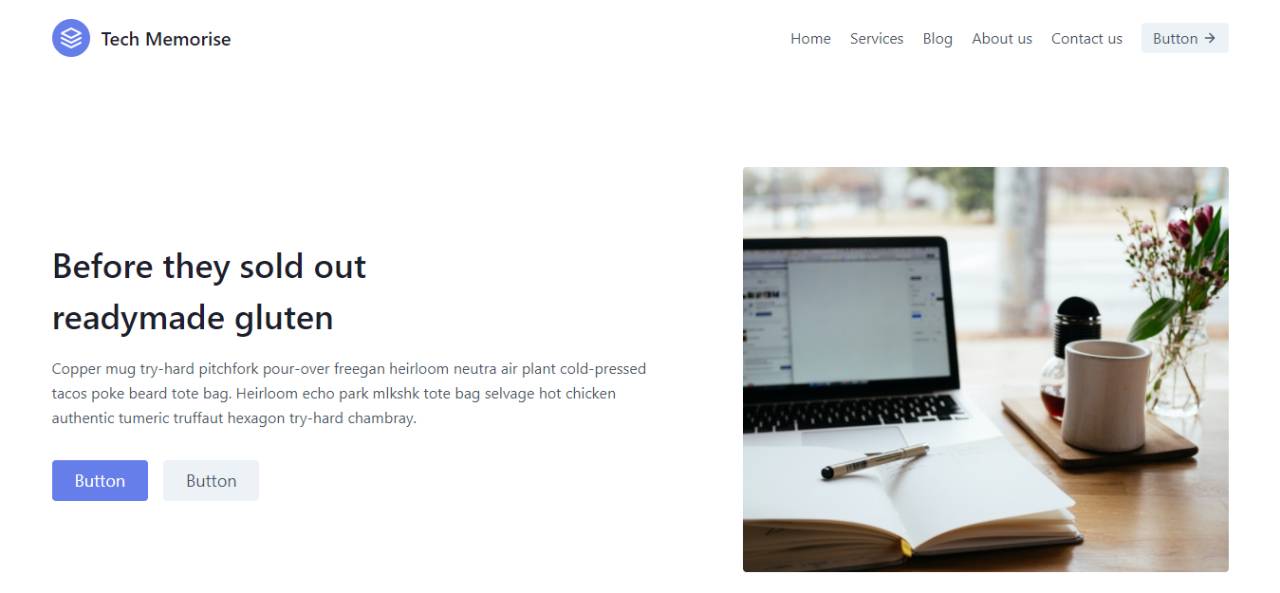 Tech Memorise
Home Services Blog About us Contact us Button →
Before they sold out
readymade gluten
Copper mug try-hard pitchfork pour-over freegan heirloom neutra air plant cold-pressed
tacos poke beard tote bag. Heirloom echo park mlkshk tote bag selvage hot chicken
authentic tumeric truffaut hexagon try-hard chambray.
Button Button